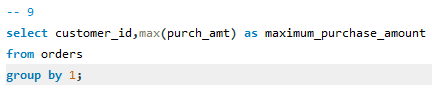 -- 9
select customer_id,max(purch_amt) as maximum_purchase_amount
from orders
group by 1;